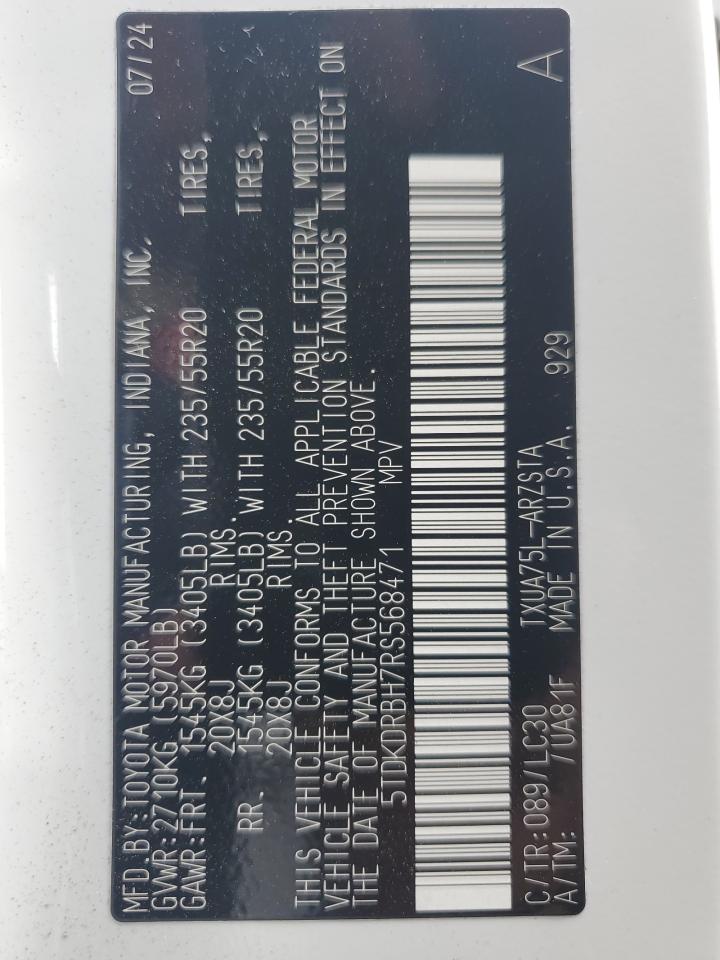 MFD.BY:TOYOTA MOTOR MANUFACTURING, INDIANA, INC. 07/24
GVWR:2710KG (5970LB)
GAWR:FRT. 1545KG (3405LB) WITH 235/55R20 TIRES,
20X8J RIMS.
RR. 1545KG (3405LB) WITH 235/55R20 TIRES,
20X8J RIMS.
THIS VEHICLE CONFORMS TO ALL APPLICABLE FEDERAL MOTOR
VEHICLE SAFETY AND THEFT PREVENTION STANDARDS IN EFFECT ON
THE DATE OF MANUFACTURE SHOWN ABOVE.
5TDKDRBH7RS568471 MPV
C/TR:089/LC30 TXUA75L-ARZSTA A
A/TM: /UA81F MADE IN U.S.A. 929